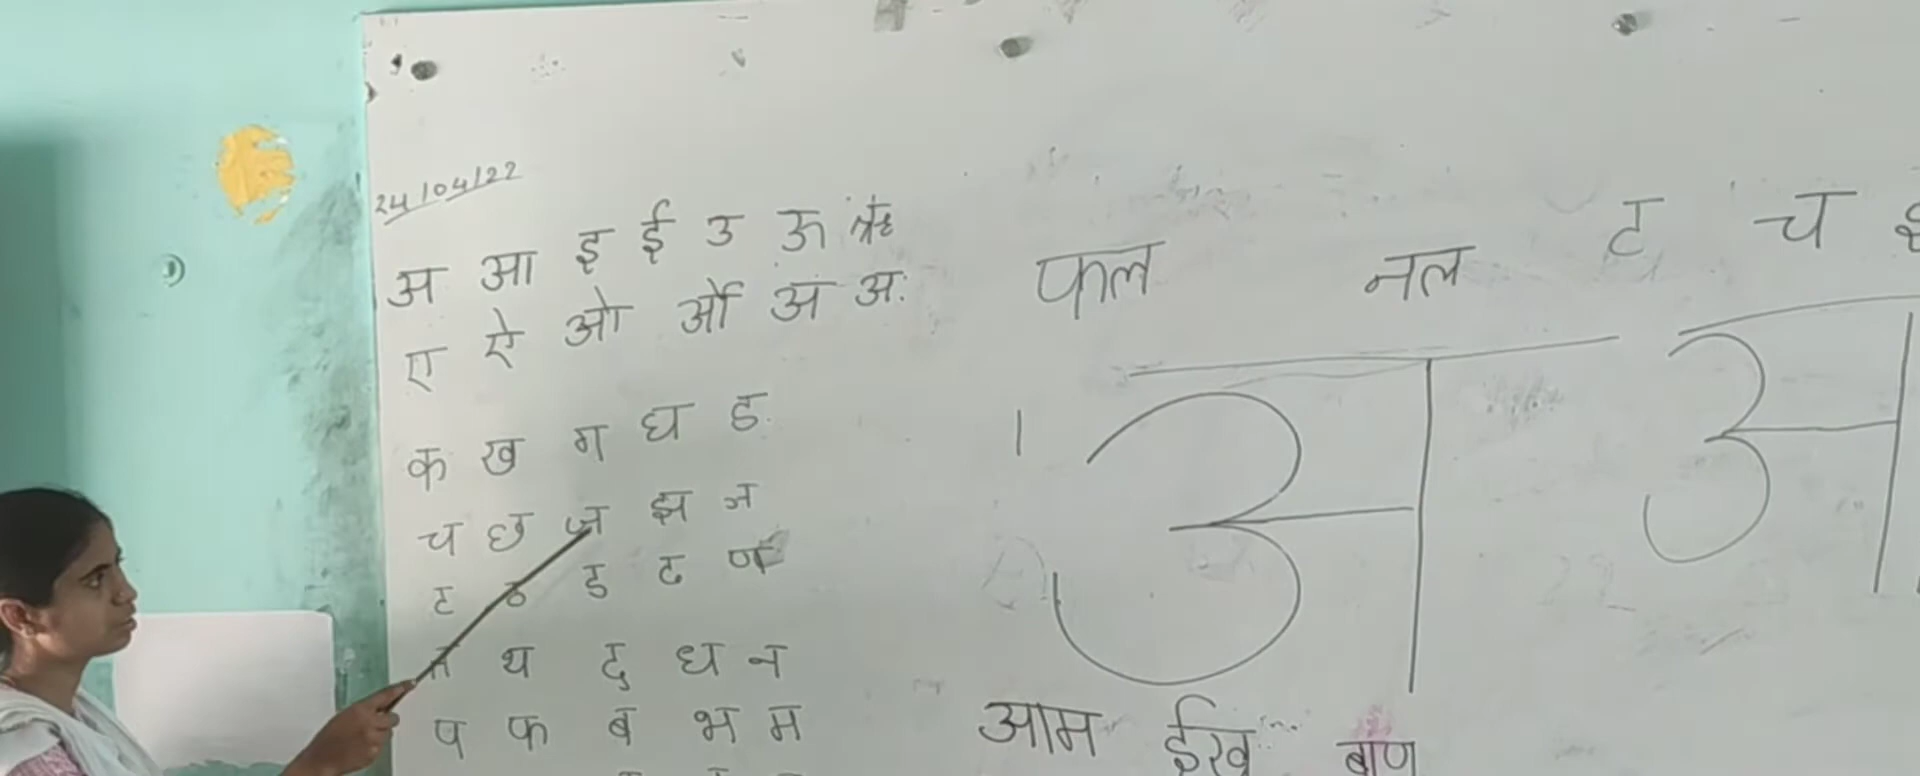 24/04/22
अ आ इ ई उ ऊ ऋ
ए ऐ ओ औ अं अः
क ख ग घ ङ
च छ ज झ ञ
ट ठ ड ढ ण
त थ द ध न
प फ ब भ म
फल नल ट च
। अ अ
आम ईख बाण